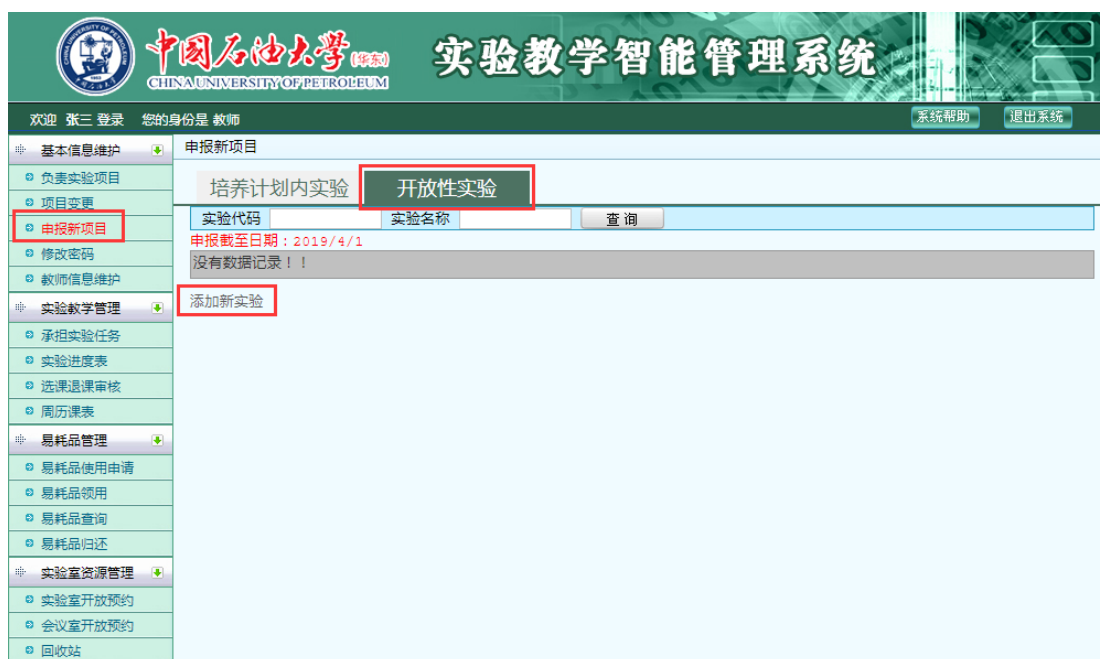 中国石油大学(华东)
CHINA UNIVERSITY OF PETROLEUM
实验教学智能管理系统
欢迎 张三 登录 您的身份是 教师
系统帮助 退出系统
基本信息维护
负责实验项目
项目变更
申报新项目
修改密码
教师信息维护
实验教学管理
承担实验任务
实验进度表
选课退课审核
周历课表
易耗品管理
易耗品使用申请
易耗品领用
易耗品查询
易耗品归还
实验室资源管理
实验室开放预约
会议室开放预约
回收站
申报新项目
培养计划内实验 开放性实验
实验代码 实验名称 查 询
申报截至日期：2019/4/1
没有数据记录！！
添加新实验